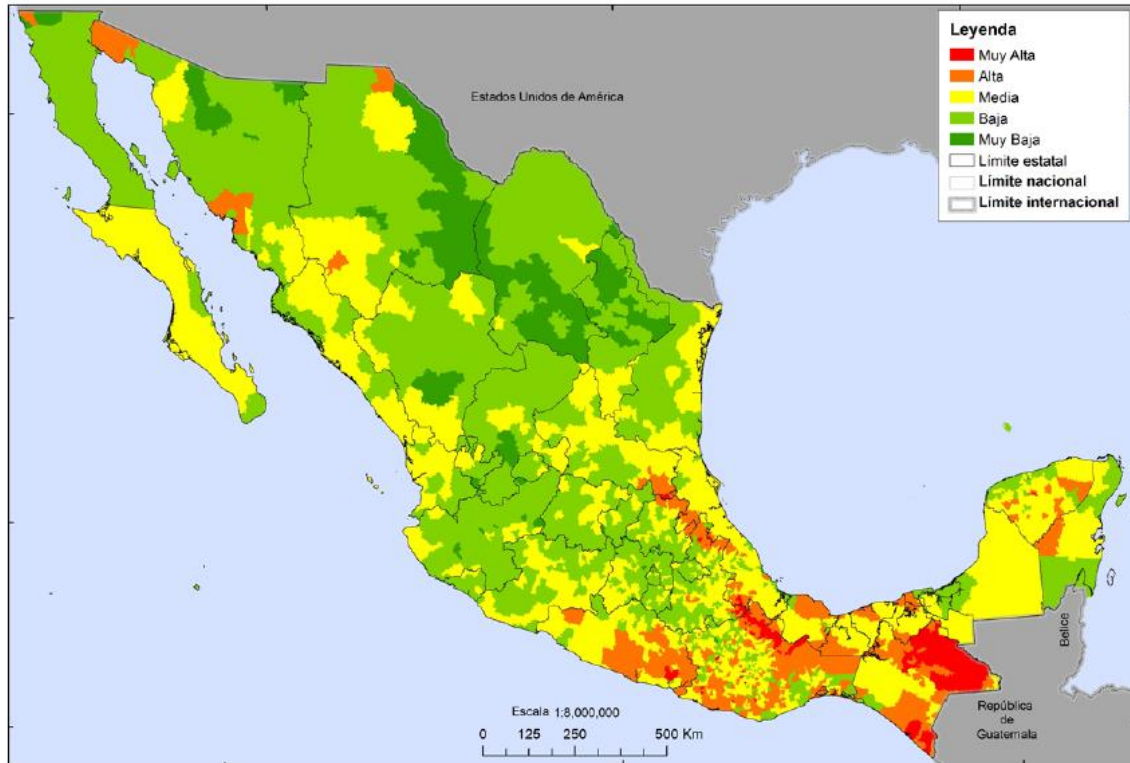 Leyenda
Muy Alta
Alta
Media
Baja
Muy Baja
Límite estatal
Límite nacional
Límite internacional
Estados Unidos de América
Belice
República
de
Guatemala
Escala 1:8,000,000
0 125 250 500 Km